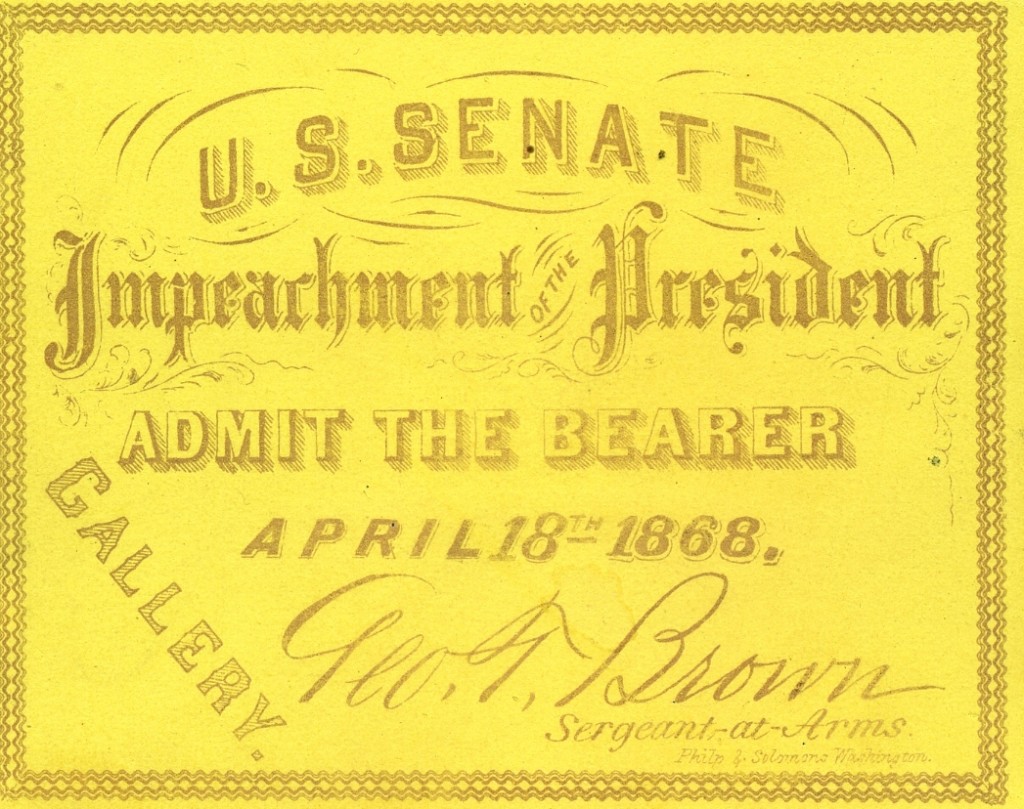 U. S. SENATE
Impeachment OF THE President
ADMIT THE BEARER
GALLERY.
APRIL 18TH 1868.
Geo. T. Brown
Sergeant-at-Arms.
Philp & Solomons Washington.